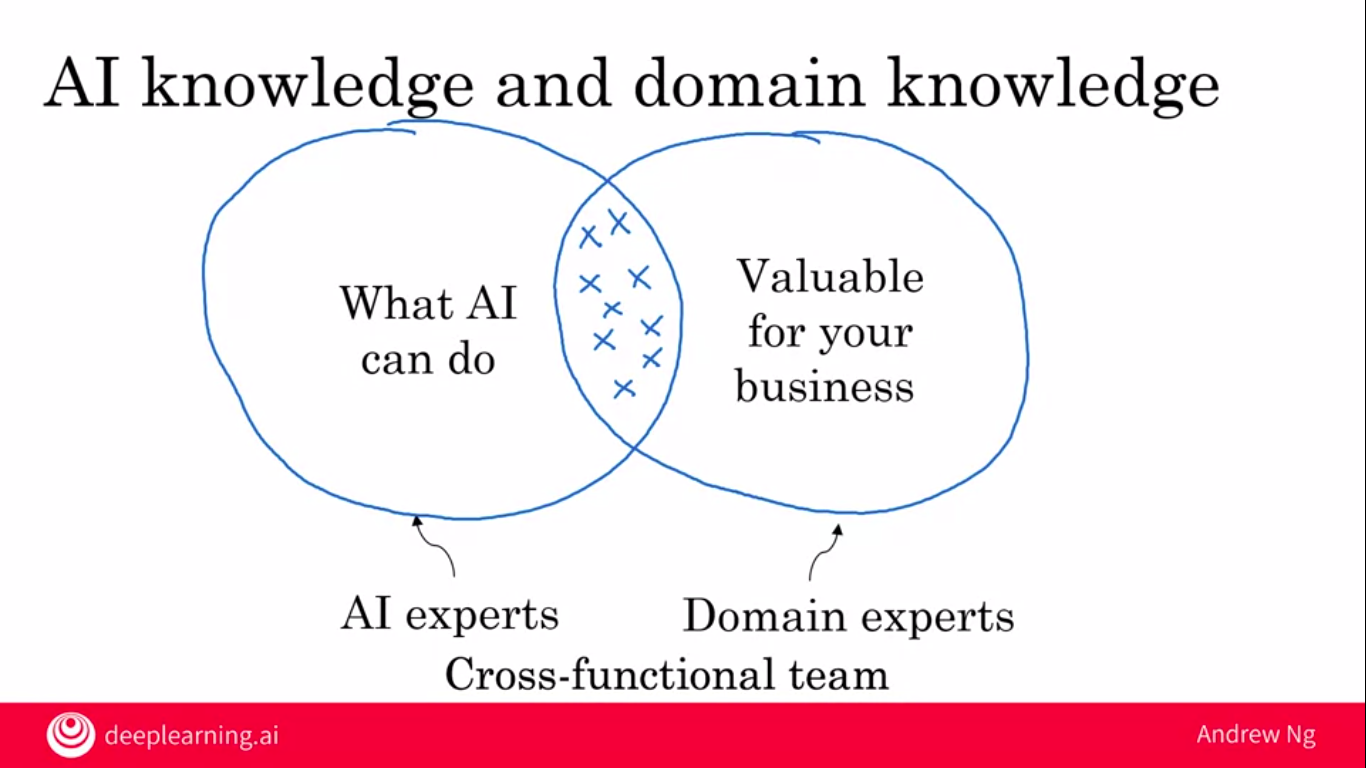 AI knowledge and domain knowledge
What AI
can do
Valuable
for your
business
AI experts
Domain experts
Cross-functional team
deeplearning.ai
Andrew Ng